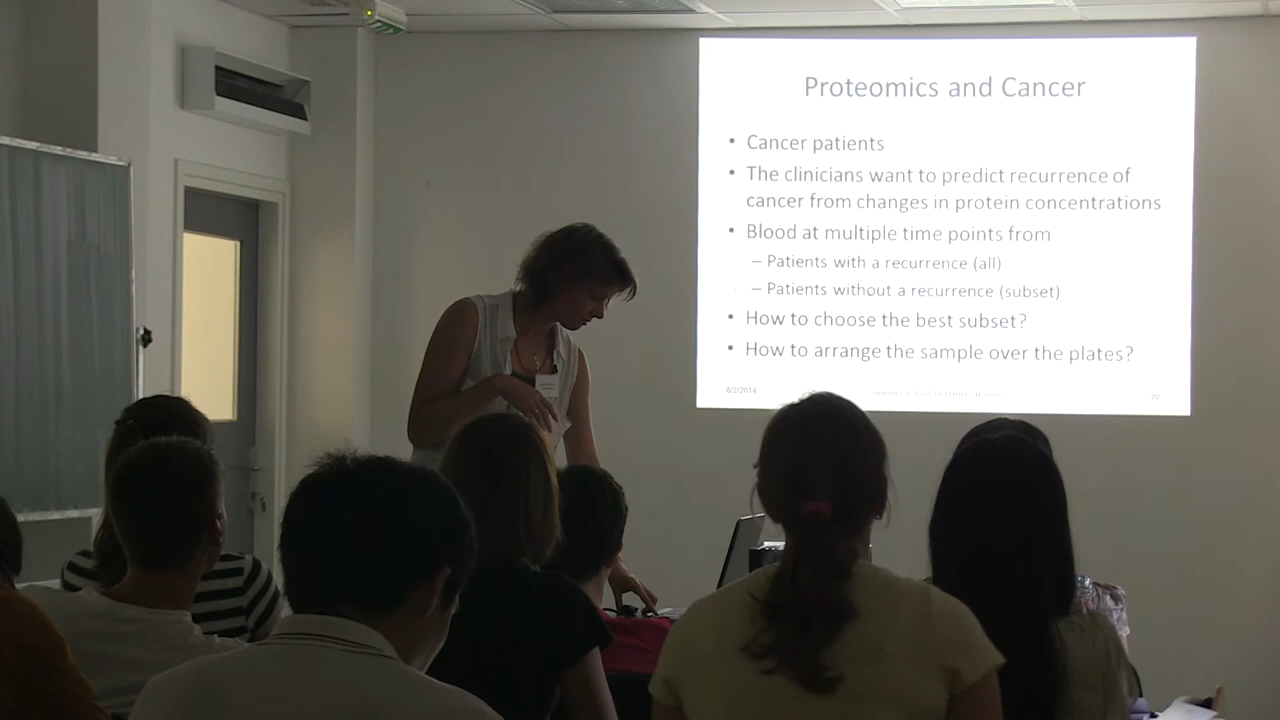 Proteomics and Cancer
• Cancer patients
• The clinicians want to predict recurrence of
cancer from changes in protein concentrations
• Blood at multiple time points from
– Patients with a recurrence (all)
– Patients without a recurrence (subset)
• How to choose the best subset?
• How to arrange the sample over the plates?
8/2/2014
20